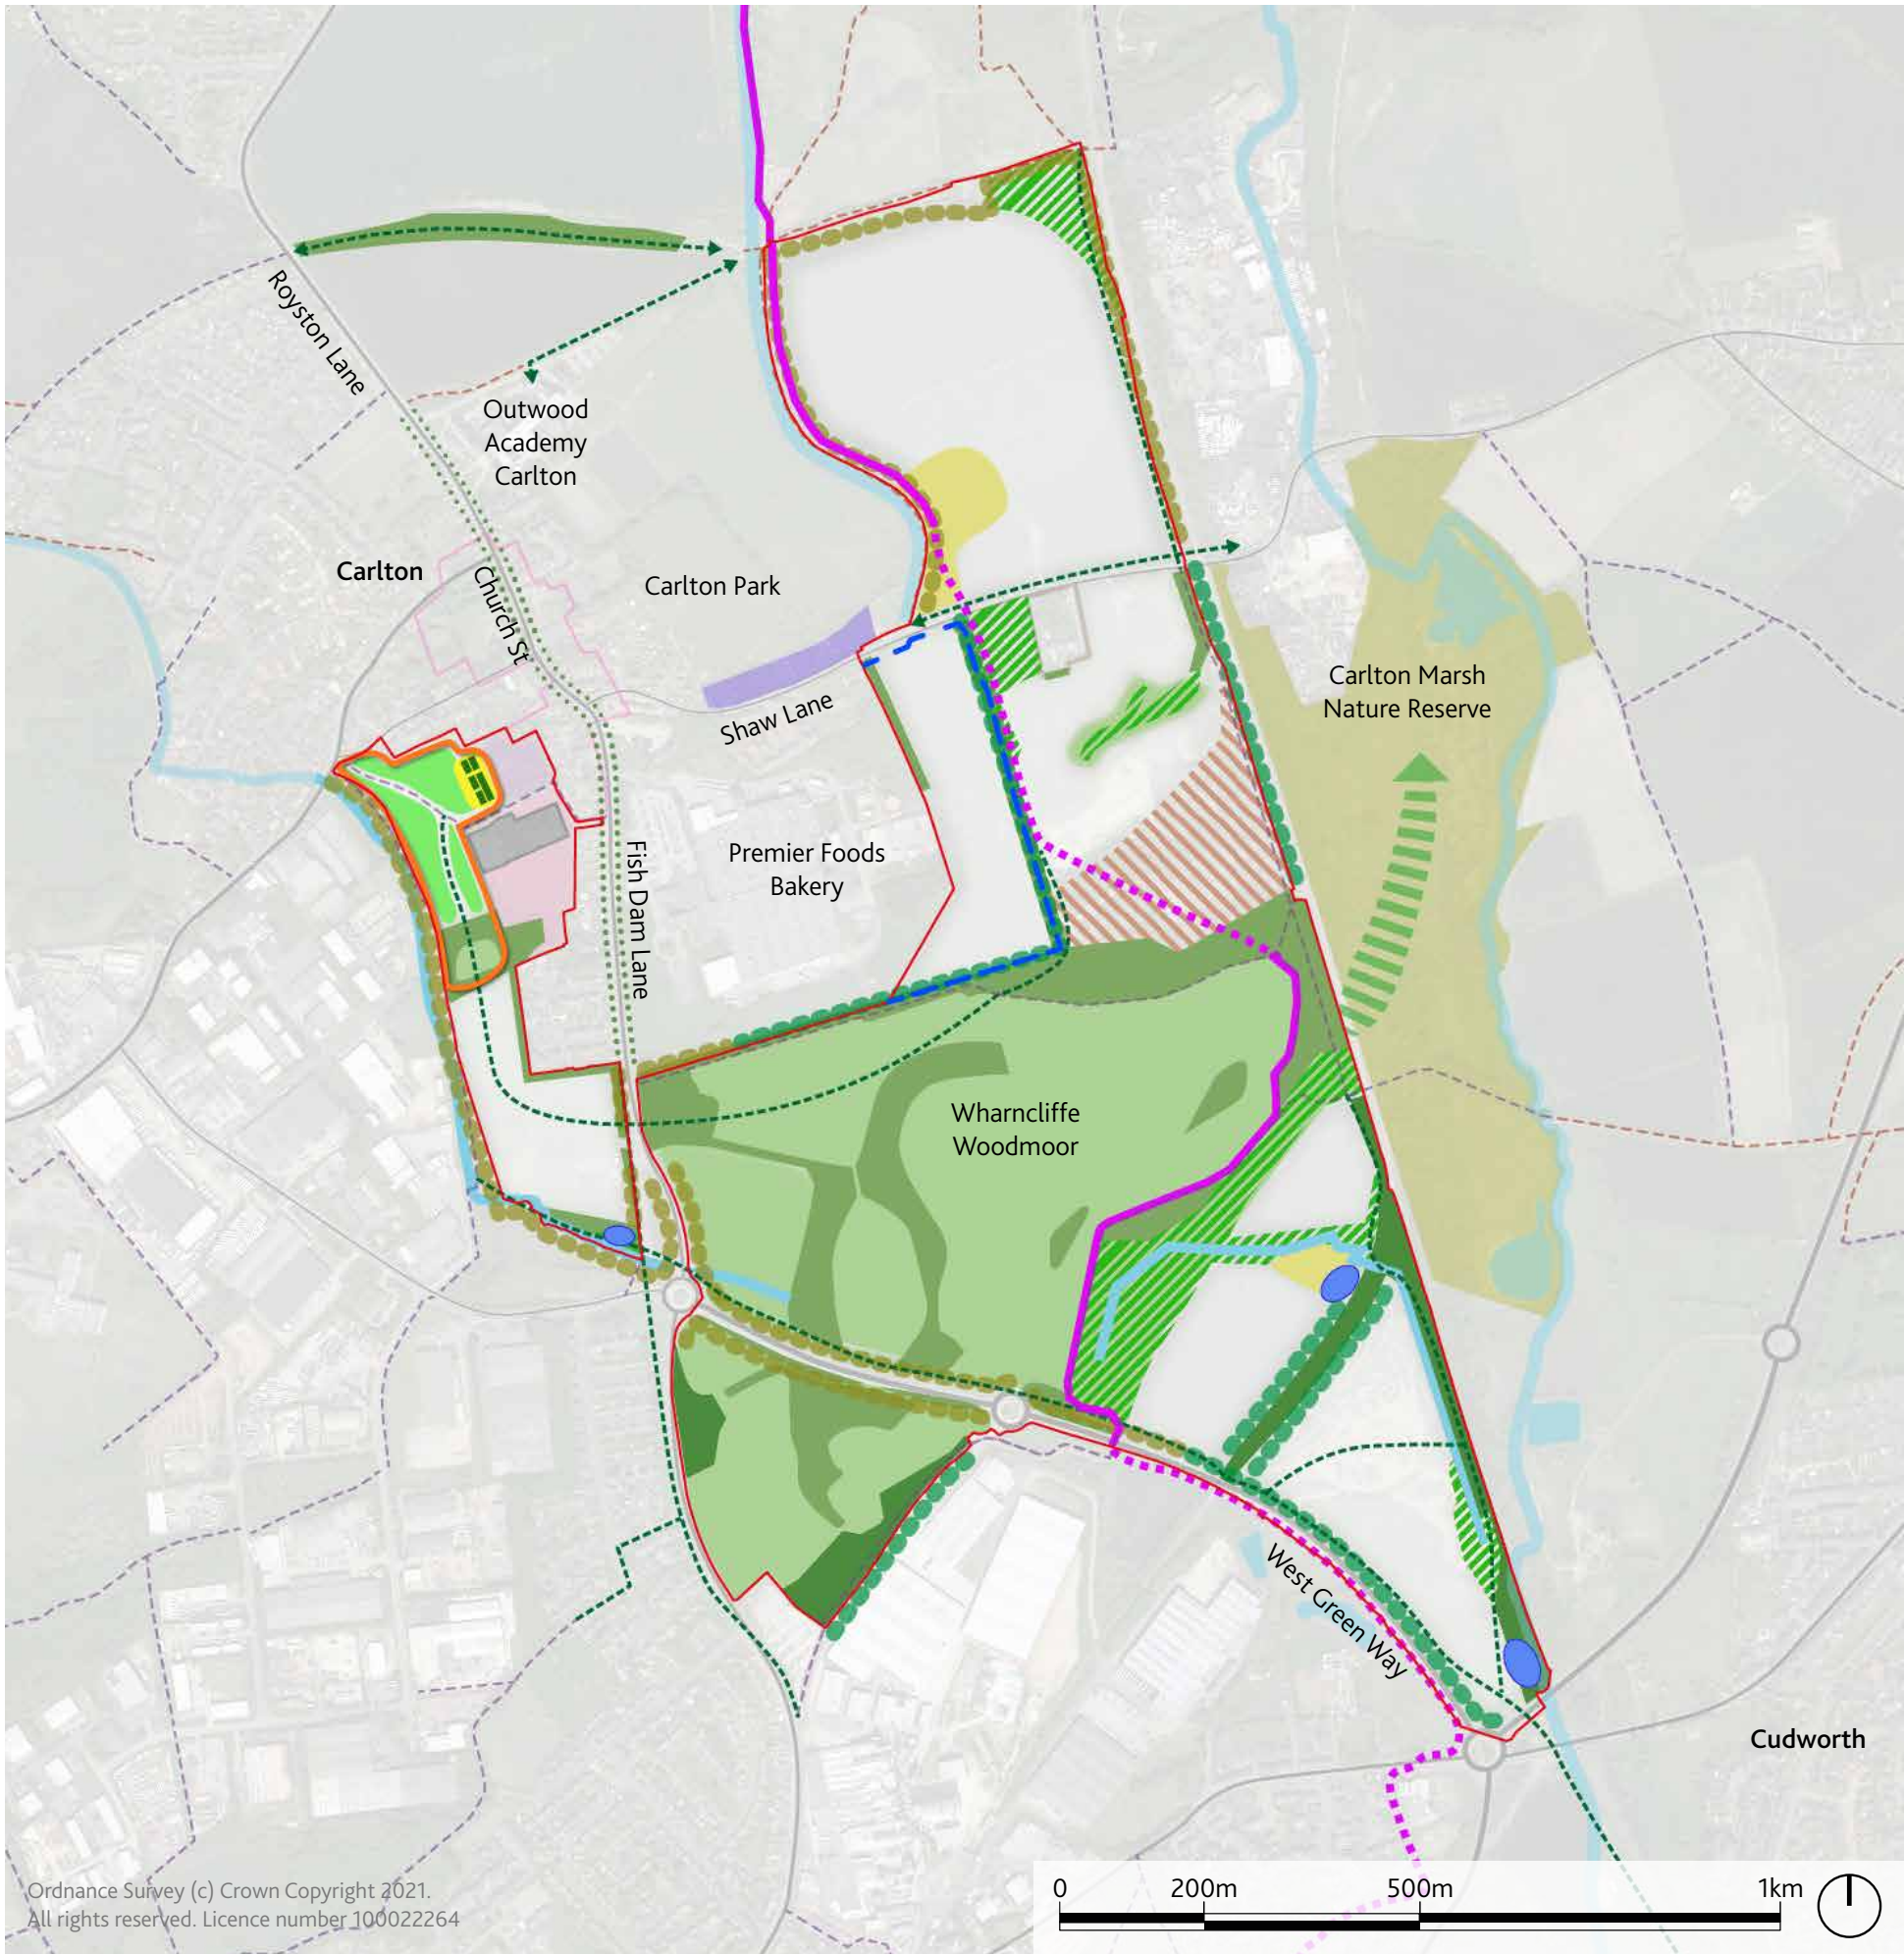 Royston Lane
Outwood
Academy
Carlton
Carlton
Church St
Carlton Park
Shaw Lane
Carlton Marsh
Nature Reserve
Premier Foods
Bakery
Fish Dam Lane
Wharncliffe
Woodmoor
West Green Way
Cudworth
0 200m 500m 1km
Ordnance Survey (c) Crown Copyright 2021.
All rights reserved. Licence number 100022264